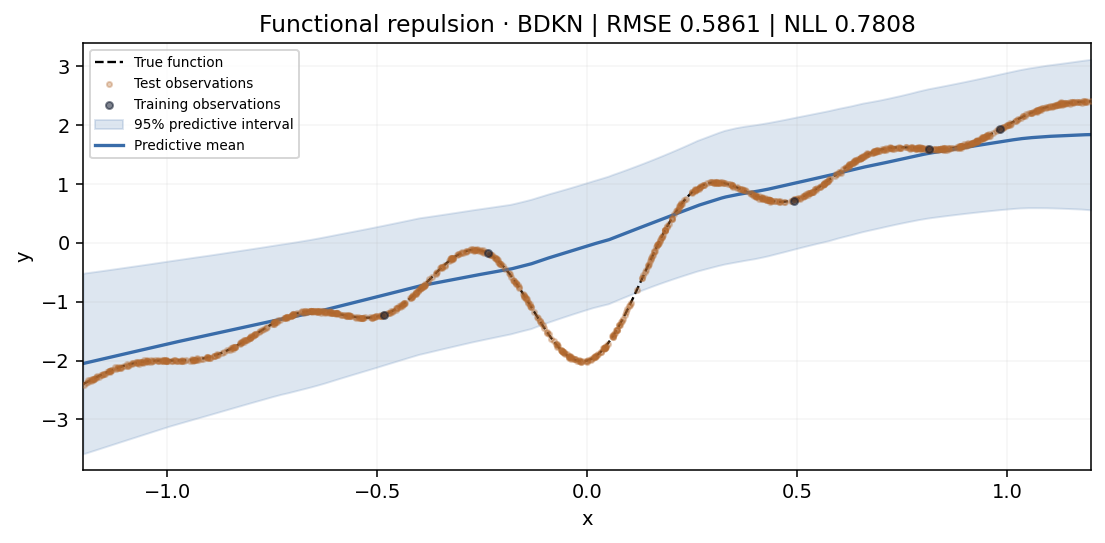 Functional repulsion · BDKN | RMSE 0.5861 | NLL 0.7808
True function
Test observations
Training observations
95% predictive interval
Predictive mean
3
2
1
0
−1
−2
−3
y
−1.0
−0.5
0.0
0.5
1.0
x